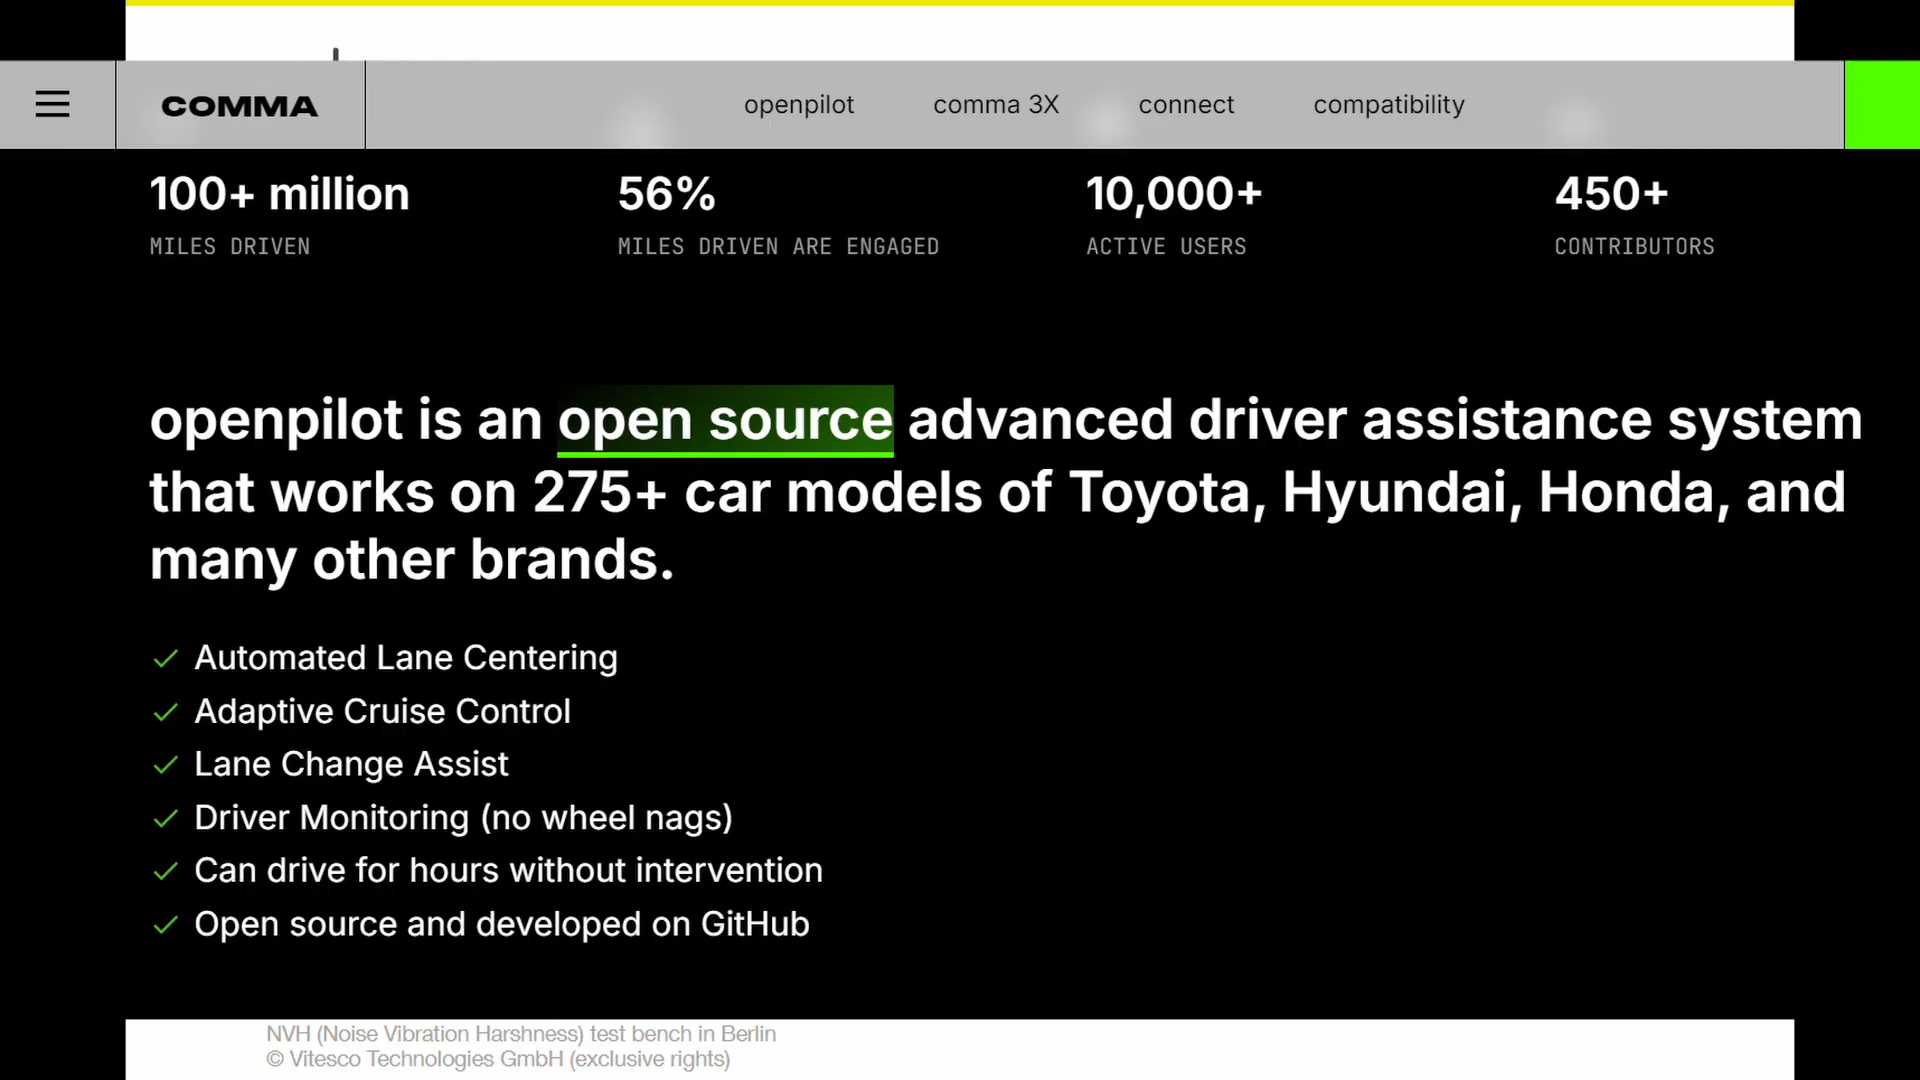 COMMA
openpilot
comma 3X
connect
compatibility
100+ million
MILES DRIVEN
56%
MILES DRIVEN ARE ENGAGED
10,000+
ACTIVE USERS
450+
CONTRIBUTORS
openpilot is an open source advanced driver assistance system
that works on 275+ car models of Toyota, Hyundai, Honda, and
many other brands.
Automated Lane Centering
Adaptive Cruise Control
Lane Change Assist
Driver Monitoring (no wheel nags)
Can drive for hours without intervention
Open source and developed on GitHub
NVH (Noise Vibration Harshness) test bench in Berlin
© Vitesco Technologies GmbH (exclusive rights)